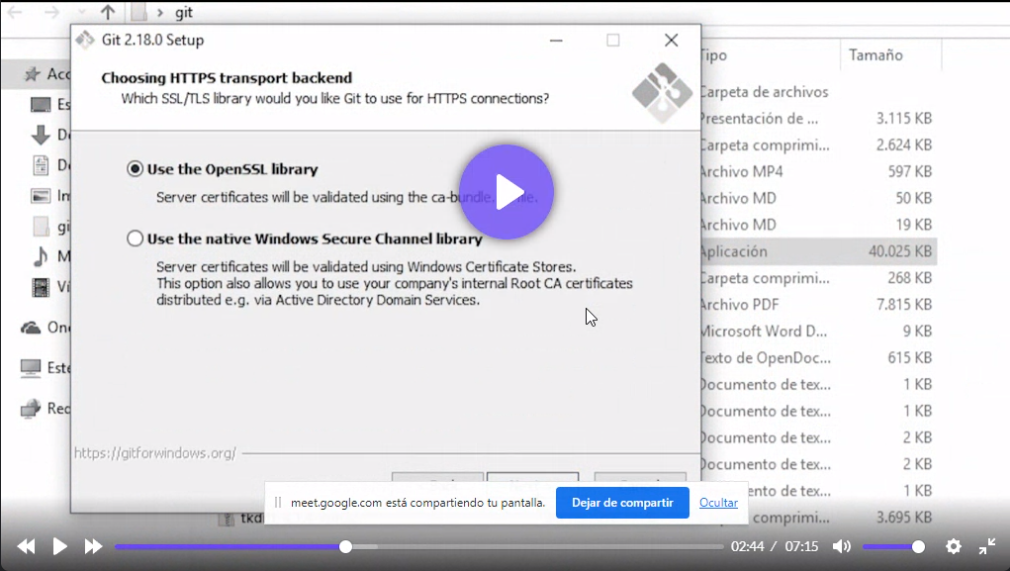 git
Git 2.18.0 Setup
Choosing HTTPS transport backend
Which SSL/TLS library would you like Git to use for HTTPS connections?
Use the OpenSSL library
Server certificates will be validated using the
Use the native Windows Secure Channel library
Server certificates will be validated using Windows Certificate Stores.
This option also allows you to use your company's internal Root CA certificates
distributed e.g. via Active Directory Domain Services.
https://gitforwindows.org/
Tipo Tamaño
Carpeta de archivos
Presentación de ... 3.115 KB
Carpeta comprimi... 2.624 KB
Archivo MP4 597 KB
Archivo MD 50 KB
Archivo MD 19 KB
Aplicación 40.025 KB
Carpeta comprimi... 268 KB
Archivo PDF 7.815 KB
Microsoft Word D... 9 KB
Texto de OpenDoc... 615 KB
Documento de tex... 1 KB
Documento de tex... 1 KB
Documento de tex... 2 KB
Documento de tex... 2 KB
ento de tex... 1 KB
comprimi... 3.695 KB
meet.google.com está compartiendo tu pantalla.
Dejar de compartir
Ocultar
02:44 / 07:15